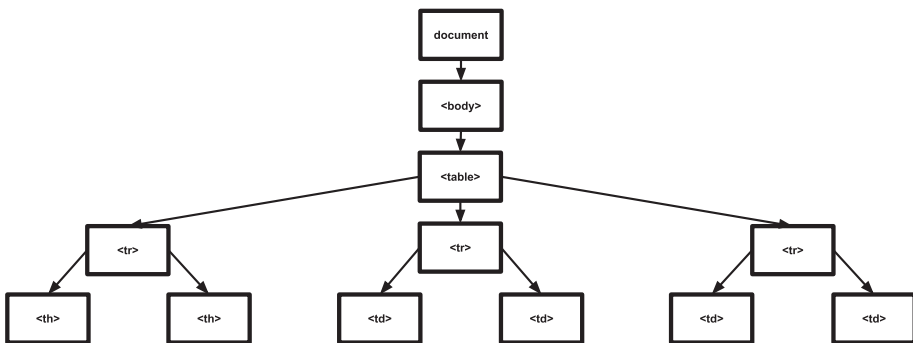 document
<body>
<table>
<tr>
<tr>
<tr>
<th>
<th>
<td>
<td>
<td>
<td>